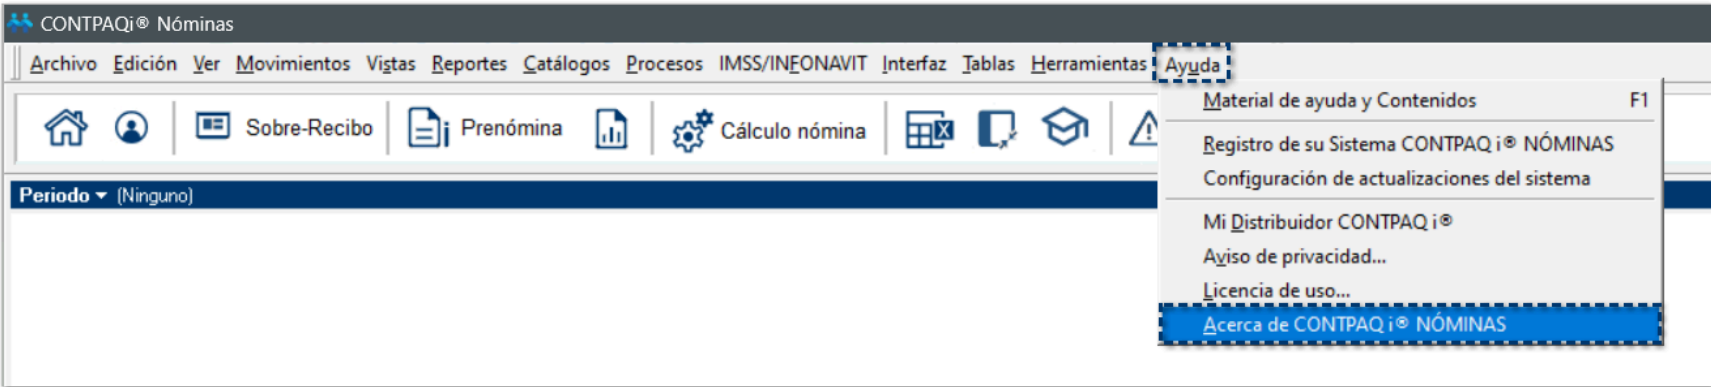 CONTPAQi® Nóminas
Archivo Edición Ver Movimientos Vistas Reportes Catálogos Procesos IMSS/INFONAVIT Interfaz Tablas Herramientas Ayuda
Material de ayuda y Contenidos F1
Sobre-Recibo Prenómina Cálculo nómina
Registro de su Sistema CONTPAQ i® NÓMINAS
Configuración de actualizaciones del sistema
Periodo (Ninguno)
Mi Distribuidor CONTPAQ i®
Aviso de privacidad...
Licencia de uso...
Acerca de CONTPAQ i® NÓMINAS